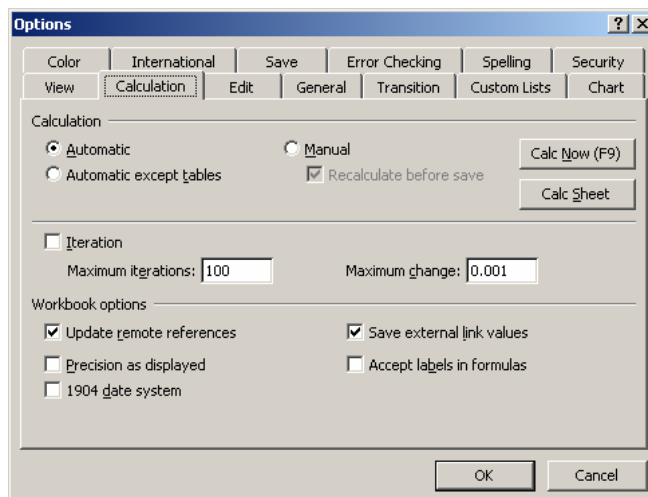 Options
Color International Save Error Checking Spelling Security
View Calculation Edit General Transition Custom Lists Chart
Calculation
Automatic Manual Calc Now (F9)
Automatic except tables Recalculate before save
Calc Sheet
Iteration
Maximum iterations: 100 Maximum change: 0.001
Workbook options
Update remote references Save external link values
Precision as displayed Accept labels in formulas
1904 date system
OK Cancel